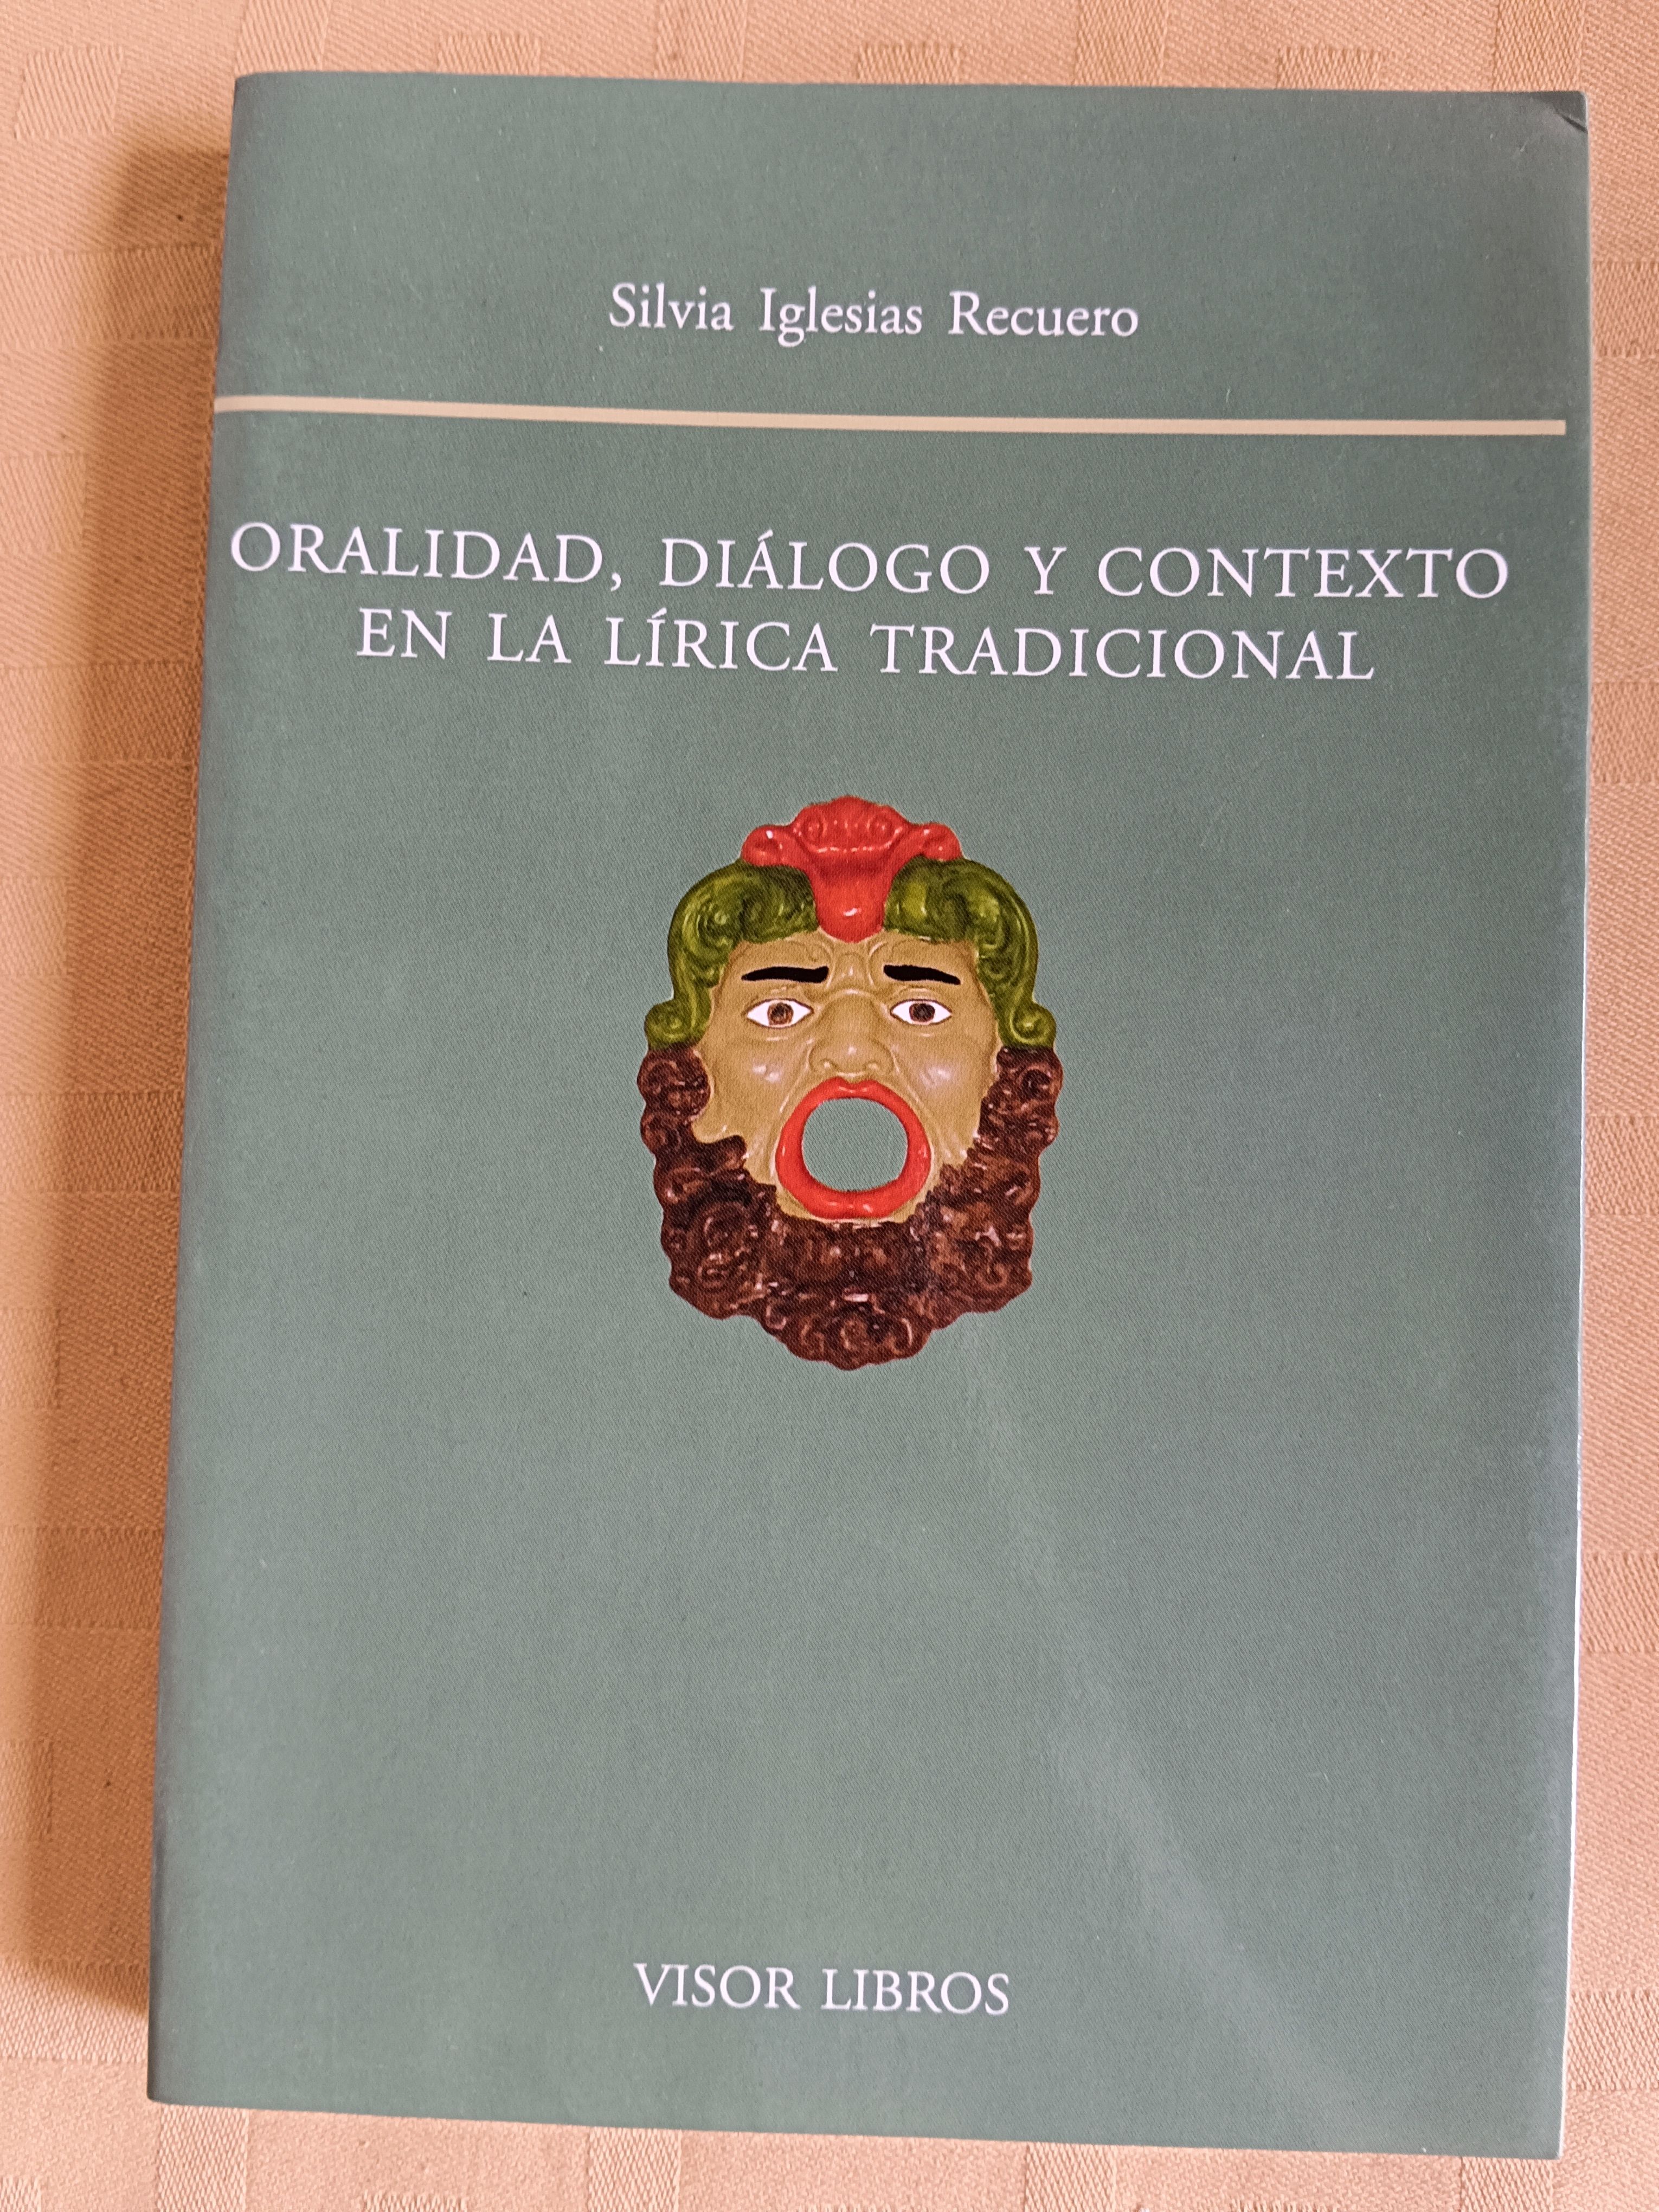 Silvia Iglesias Recuero
ORALIDAD, DIÁLOGO Y CONTEXTO
EN LA LÍRICA TRADICIONAL
VISOR LIBROS